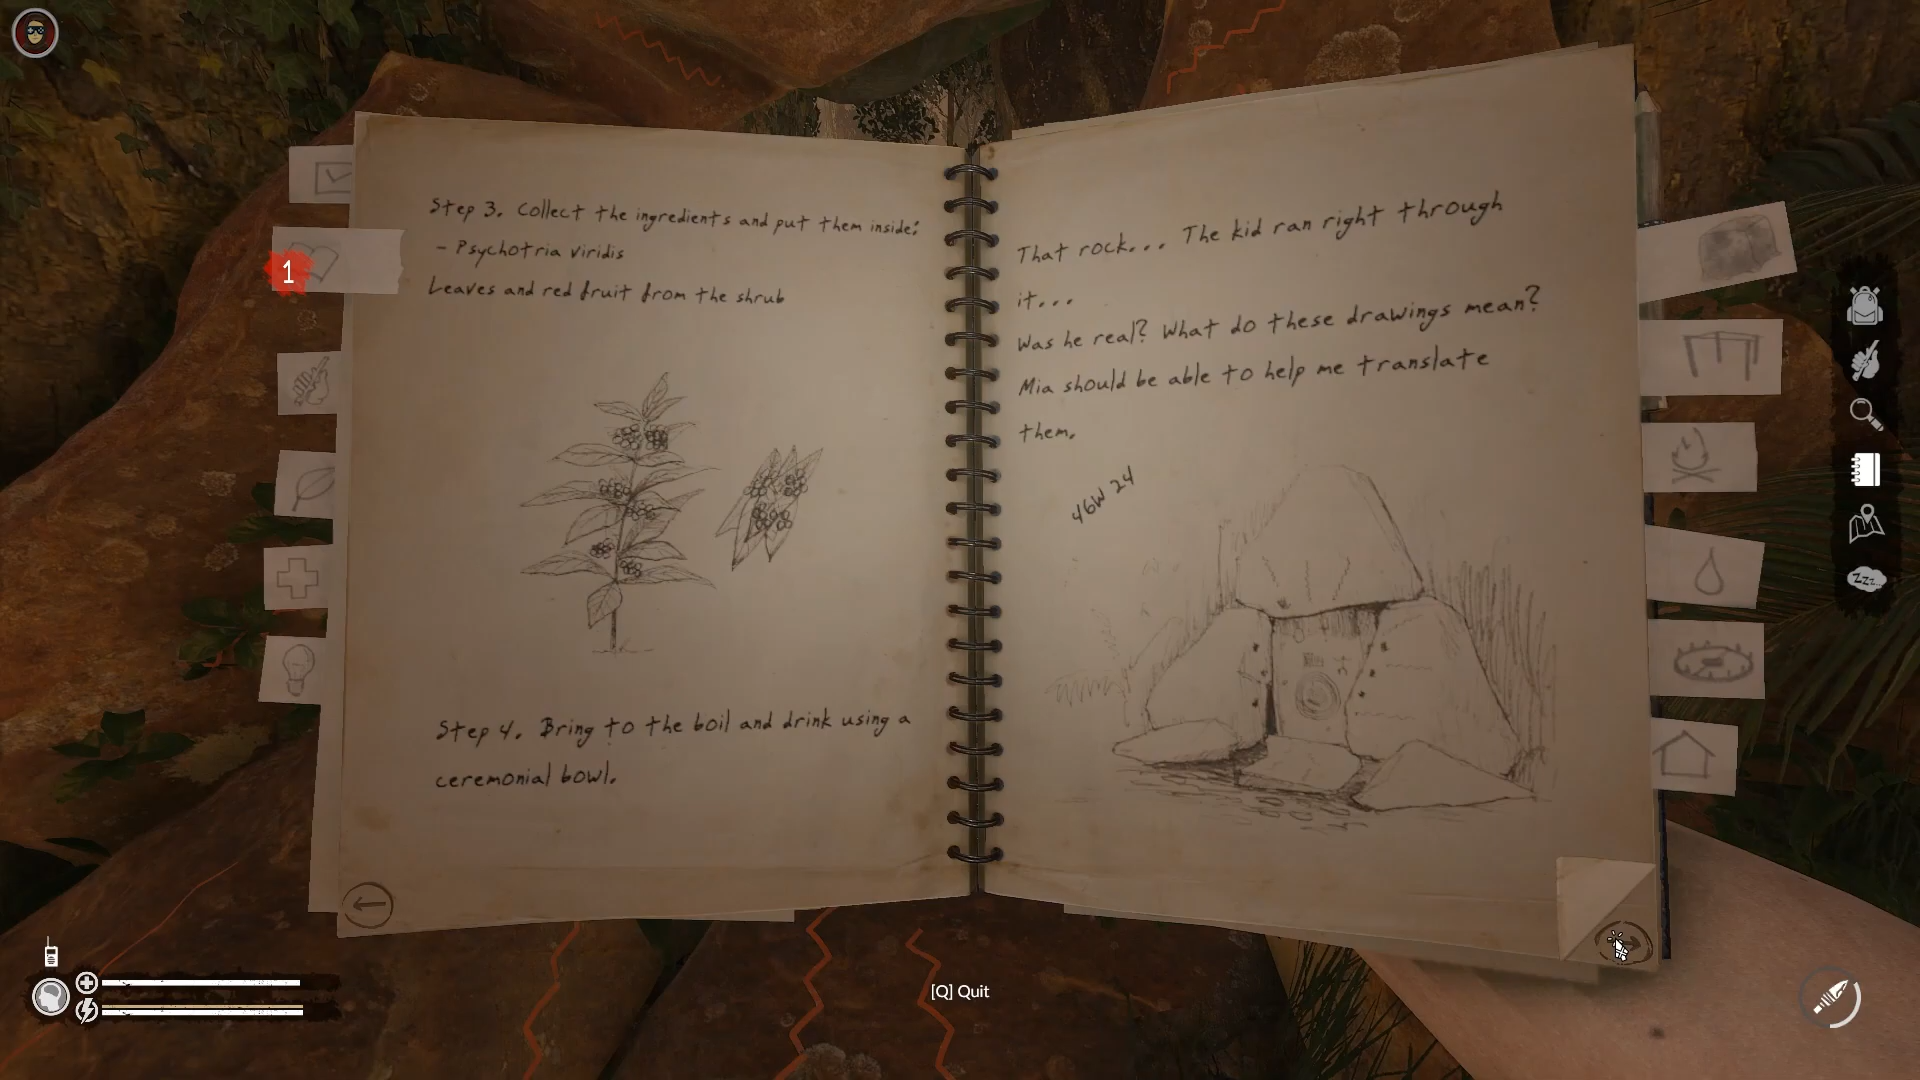 Step 3. Collect the ingredients and put them inside:
- Psychotria viridis
Leaves and red fruit from the shrub
Step 4. Bring to the boil and drink using a
ceremonial bowl.
That rock... The kid ran right through
it...
Was he real? What do these drawings mean?
Mia should be able to help me translate
them.
46W 24
1
zzz..
[Q] Quit